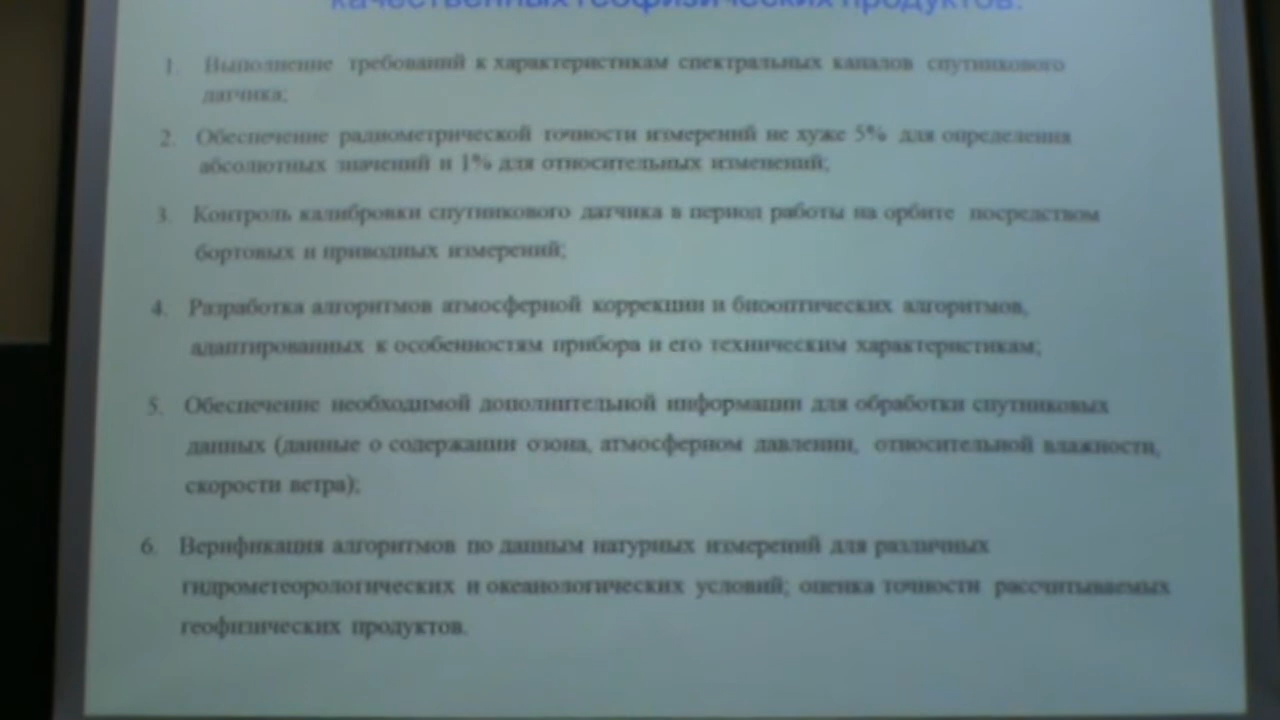 качественных геофизических продуктов:
1. Выполнение требований к характеристикам спектральных каналов спутникового
датчика;
2. Обеспечение радиометрической точности измерений не хуже 5% для определения
абсолютных значений и 1% для относительных изменений;
3. Контроль калибровки спутникового датчика в период работы на орбите посредством
бортовых и приводных измерений;
4. Разработка алгоритмов атмосферной коррекции и биооптических алгоритмов,
адаптированных к особенностям прибора и его техническим характеристикам;
5. Обеспечение необходимой дополнительной информации для обработки спутниковых
данных (данные о содержании озона, атмосферном давлении, относительной влажности,
скорости ветра);
6. Верификация алгоритмов по данным натурных измерений для различных
гидрометеорологических и океанологических условий; оценка точности рассчитываемых
геофизических продуктов.